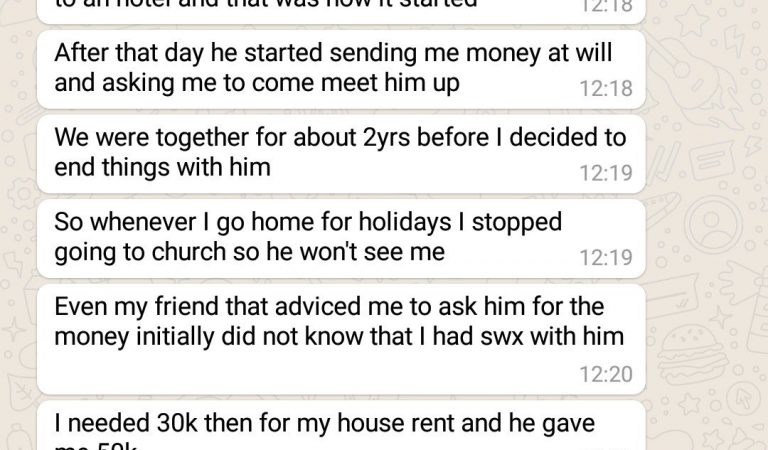 to an hotel and that was how it started
12:18
After that day he started sending me money at will
and asking me to come meet him up
12:18
We were together for about 2yrs before I decided to
end things with him
12:19
So whenever I go home for holidays I stopped
going to church so he won't see me
12:19
Even my friend that adviced me to ask him for the
money initially did not know that I had swx with him
12:20
I needed 30k then for my house rent and he gave
me 50k